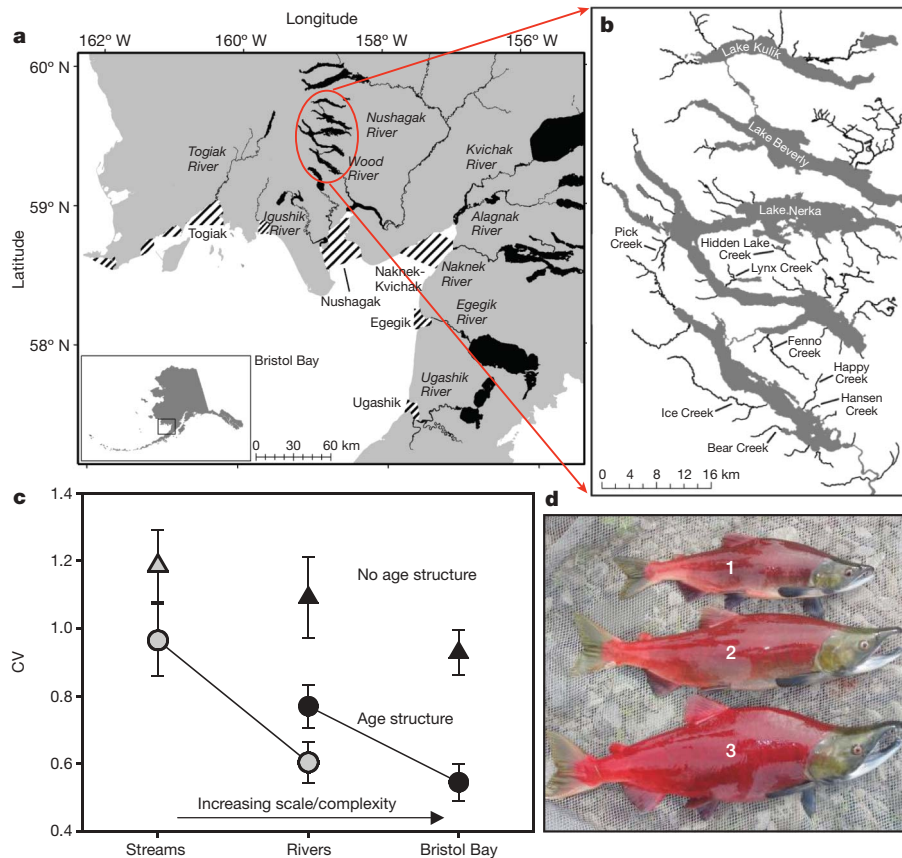 Longitude
a
162° W
160° W
158° W
156° W
60° N
59° N
58° N
Latitude
Togiak River
Nushagak River
Wood River
Kvichak River
Igushik River
Alagnak River
Togiak
Nushagak
Naknek-Kvichak
Naknek River
Egegik
Egegik River
Ugashik River
Ugashik
Bristol Bay
0 30 60 km
b
Lake Kulik
Lake Beverly
Lake Nerka
Pick Creek
Hidden Lake Creek
Lynx Creek
Fenno Creek
Happy Creek
Hansen Creek
Ice Creek
Bear Creek
0 4 8 12 16 km
c
1.4
1.2
1.0
0.8
0.6
0.4
CV
No age structure
Age structure
Increasing scale/complexity
Streams
Rivers
Bristol Bay
d
1
2
3